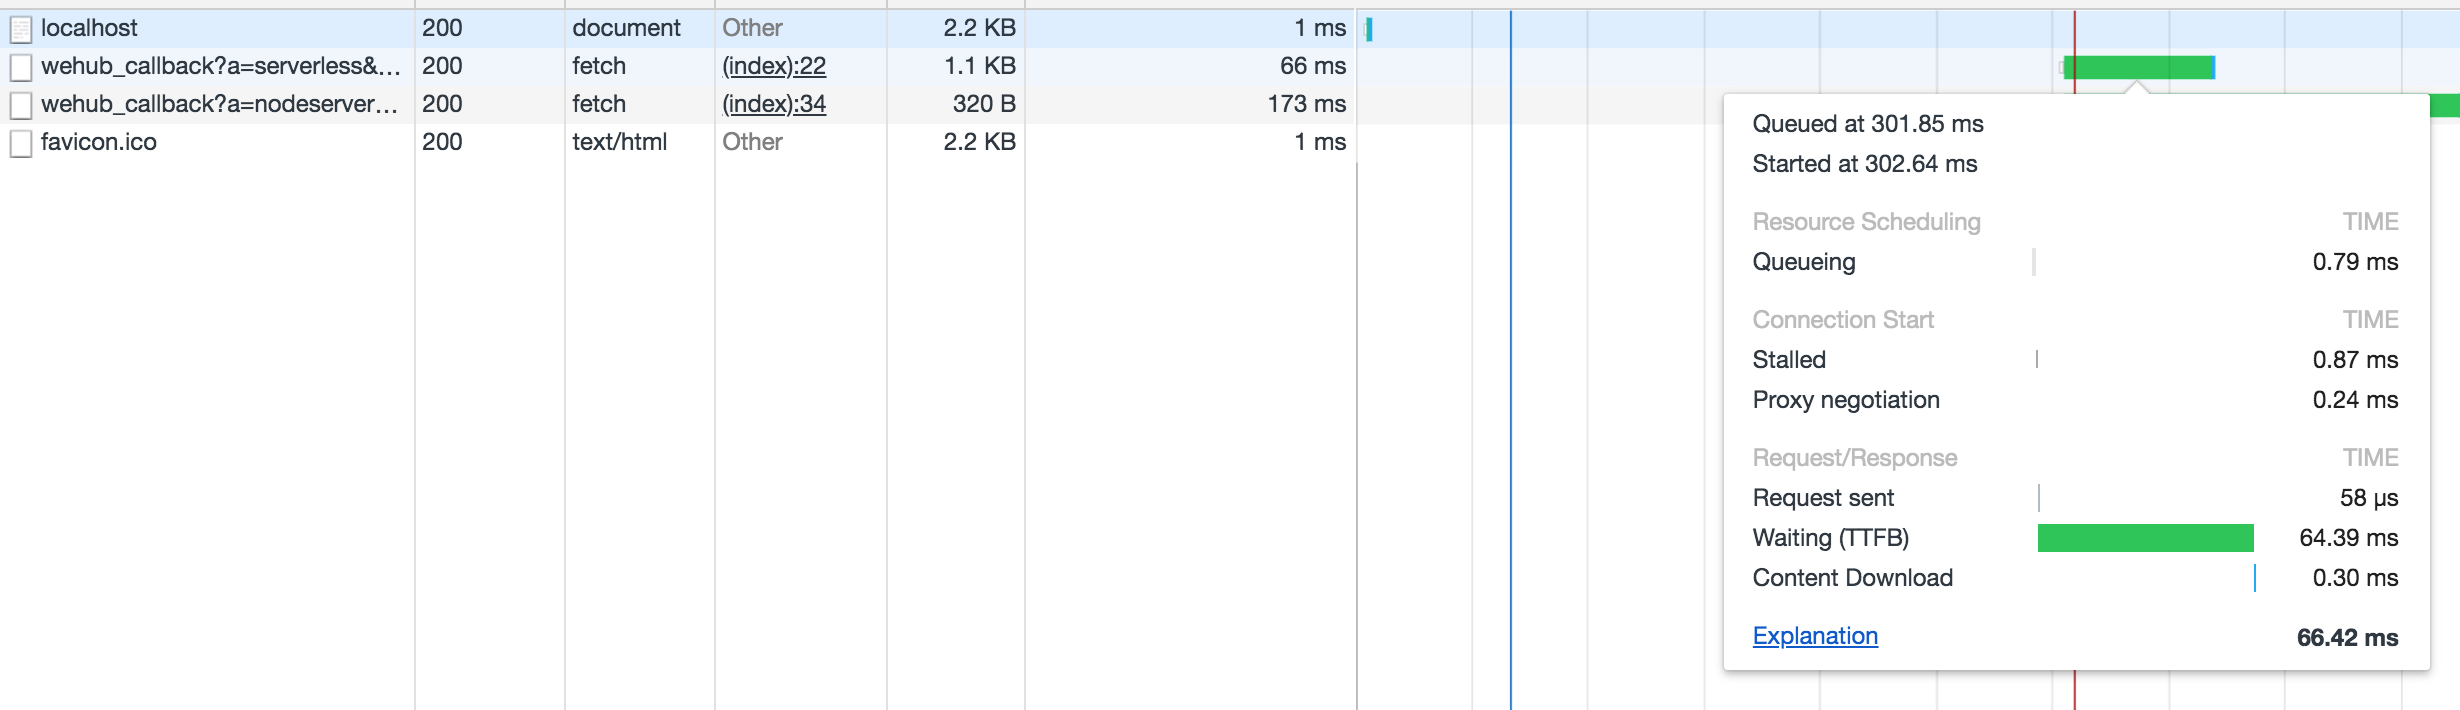 localhost 200 document Other 2.2 KB 1 ms
wehub_callback?a=serverless&... 200 fetch (index):22 1.1 KB 66 ms
wehub_callback?a=nodeserver... 200 fetch (index):34 320 B 173 ms
favicon.ico 200 text/html Other 2.2 KB 1 ms
Queued at 301.85 ms
Started at 302.64 ms
Resource Scheduling TIME
Queueing 0.79 ms
Connection Start TIME
Stalled 0.87 ms
Proxy negotiation 0.24 ms
Request/Response TIME
Request sent 58 µs
Waiting (TTFB) 64.39 ms
Content Download 0.30 ms
Explanation 66.42 ms